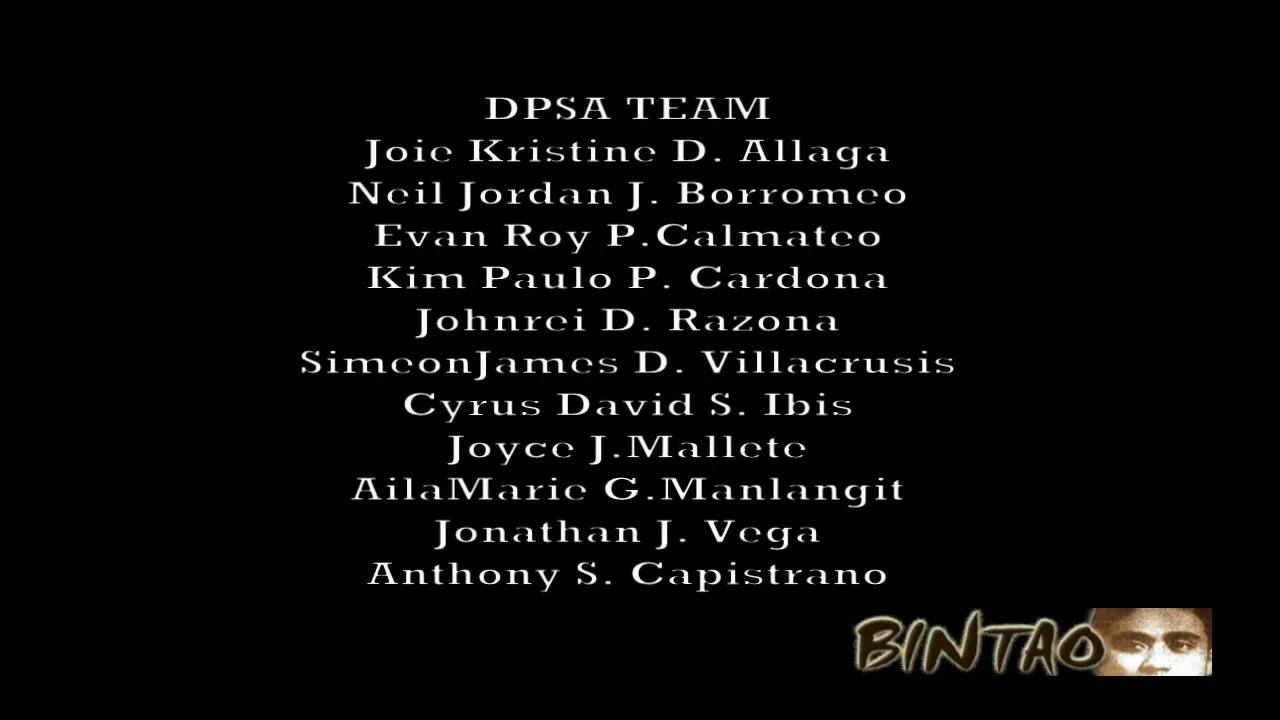 DPSA TEAM
Joie Kristine D. Allaga
Neil Jordan J. Borromeo
Evan Roy P.Calmateo
Kim Paulo P. Cardona
Johnrei D. Razona
SimeonJames D. Villacrusis
Cyrus David S. Ibis
Joyce J.Mallete
AilaMarie G.Manlangit
Jonathan J. Vega
Anthony S. Capistrano
BINTAO